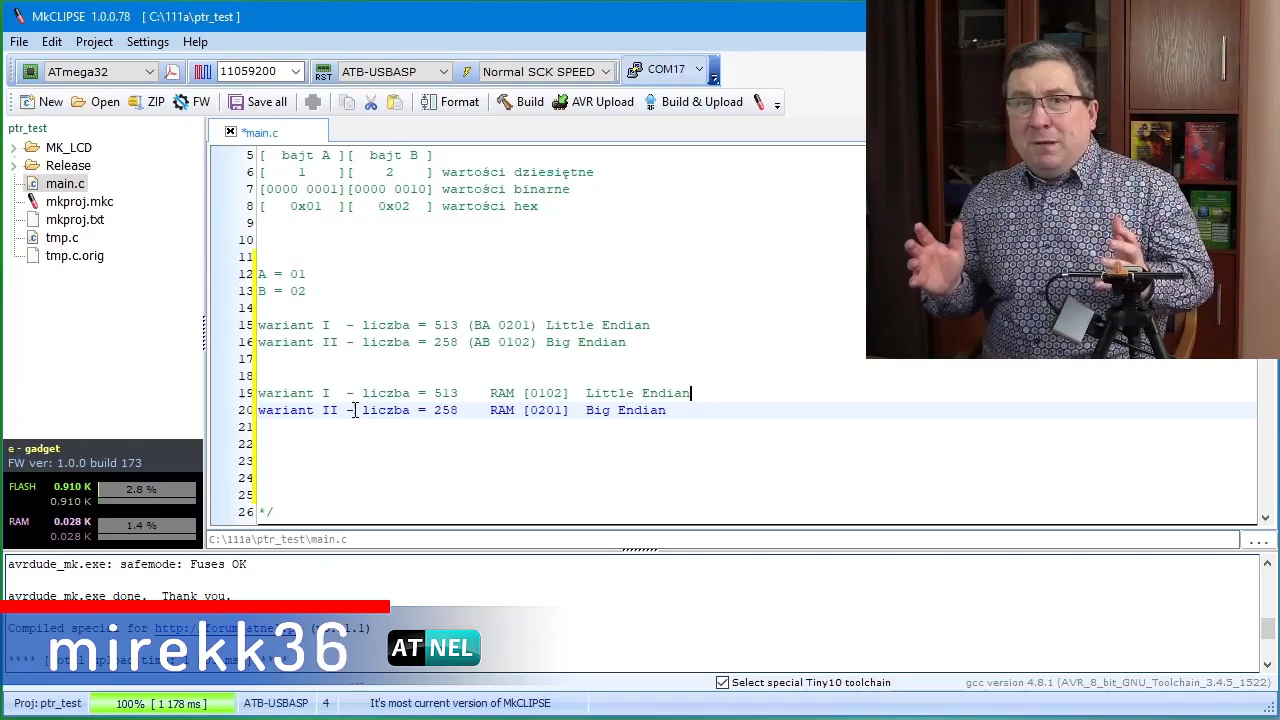 MkCLIPSE 1.0.0.78 [ C:\111a\ptr_test ]
File Edit Project Settings Help
ATmega32 11059200 RST ATB-USBASP Normal SCK SPEED COM17
New Open ZIP FW Save all Format Build AVR Upload Build & Upload
ptr_test
MK_LCD
Release
main.c
mkproj.mkc
mkproj.txt
tmp.c
tmp.c.orig
*main.c
5 [ bajt A ][ bajt B ]
6 [ 1 ][ 2 ] wartości dziesiętne
7 [0000 0001][0000 0010] wartości binarne
8 [ 0x01 ][ 0x02 ] wartości hex
9
10
11
12 A = 01
13 B = 02
14
15 wariant I - liczba = 513 (BA 0201) Little Endian
16 wariant II - liczba = 258 (AB 0102) Big Endian
17
18
19 wariant I - liczba = 513 RAM [0102] Little Endian
20 wariant II - liczba = 258 RAM [0201] Big Endian
21
22
23
24
25
26 */
e - gadget
FW ver: 1.0.0 build 173
FLASH 0.910 K 2.8 %
0.910 K
RAM 0.028 K 1.4 %
0.028 K
C:\111a\ptr_test\main.c ...
avrdude_mk.exe: safemode: Fuses OK
avrdude_mk.exe done. Thank you.
Compiled special for
mirekk36 ATNEL
Select special Tiny10 toolchain gcc version 4.8.1 (AVR_8_bit_GNU_Toolchain_3.4.5_1522)
Proj: ptr_test 100% [ 1 178 ms ] ATB-USBASP 4 It's most current version of MkCLIPSE